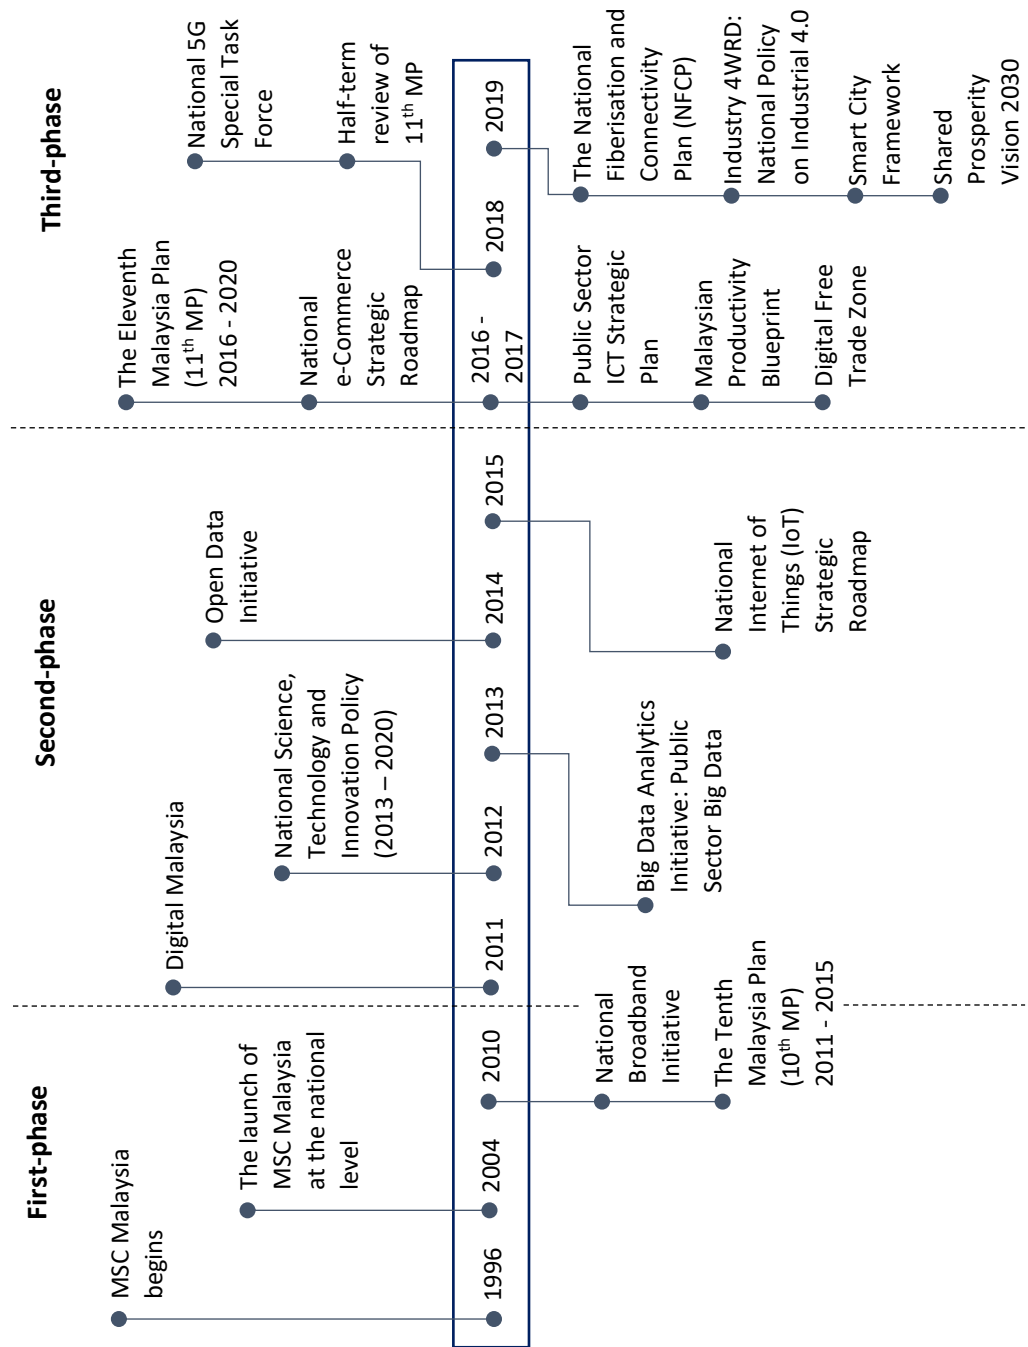 First-phase
Second-phase
Third-phase
MSC Malaysia
begins
The launch of
MSC Malaysia
at the national
level
Digital Malaysia
National Science,
Technology and
Innovation Policy
(2013 – 2020)
Open Data
Initiative
The Eleventh
Malaysia Plan
(11th MP)
2016 - 2020
National
e-Commerce
Strategic
Roadmap
National 5G
Special Task
Force
Half-term
review of
11th MP
1996
2004
2010
2011
2012
2013
2014
2015
2016 -
2017
2018
2019
National
Broadband
Initiative
The Tenth
Malaysia Plan
(10th MP)
2011 - 2015
Big Data Analytics
Initiative: Public
Sector Big Data
National
Internet of
Things (IoT)
Strategic
Roadmap
Public Sector
ICT Strategic
Plan
Malaysian
Productivity
Blueprint
Digital Free
Trade Zone
The National
Fiberisation and
Connectivity
Plan (NFCP)
Industry 4WRD:
National Policy
on Industrial 4.0
Smart City
Framework
Shared
Prosperity
Vision 2030